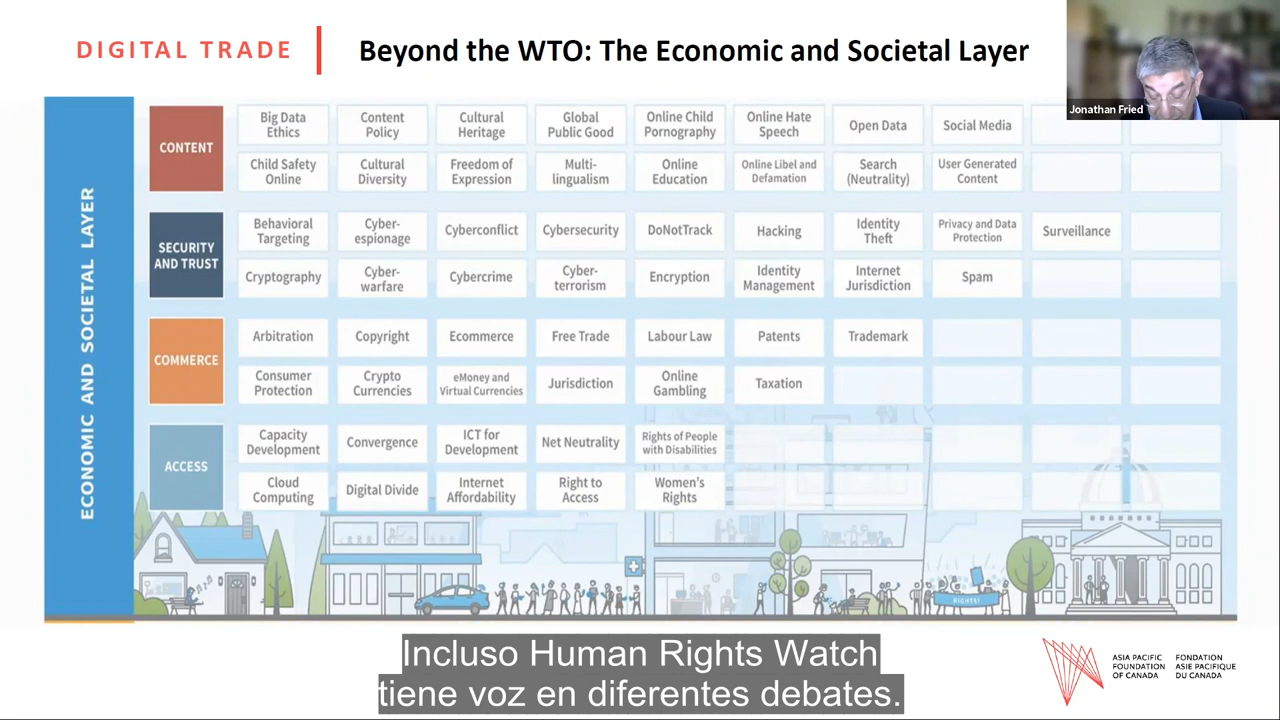 DIGITAL TRADE
Beyond the WTO: The Economic and Societal Layer
Jonathan Fried
ECONOMIC AND SOCIETAL LAYER
CONTENT
Big Data
Ethics
Content
Policy
Cultural
Heritage
Global
Public Good
Online Child
Pornography
Online Hate
Speech
Open Data
Social Media
Child Safety
Online
Cultural
Diversity
Freedom of
Expression
Multi-
lingualism
Online
Education
Online Libel and
Defamation
Search
(Neutrality)
User Generated
Content
SECURITY
AND TRUST
Behavioral
Targeting
Cyber-
espionage
Cyberconflict
Cybersecurity
DoNotTrack
Hacking
Identity
Theft
Privacy and Data
Protection
Surveillance
Cryptography
Cyber-
warfare
Cybercrime
Cyber-
terrorism
Encryption
Identity
Management
Internet
Jurisdiction
Spam
COMMERCE
Arbitration
Copyright
Ecommerce
Free Trade
Labour Law
Patents
Trademark
Consumer
Protection
Crypto
Currencies
eMoney and
Virtual Currencies
Jurisdiction
Online
Gambling
Taxation
ACCESS
Capacity
Development
Convergence
ICT for
Development
Net Neutrality
Rights of People
with Disabilities
Cloud
Computing
Digital Divide
Internet
Affordability
Right to
Access
Women's
Rights
RIGHTS!
Incluso Human Rights Watch
tiene voz en diferentes debates.
ASIA PACIFIC
FOUNDATION
OF CANADA
FONDATION
ASIE PACIFIQUE
DU CANADA